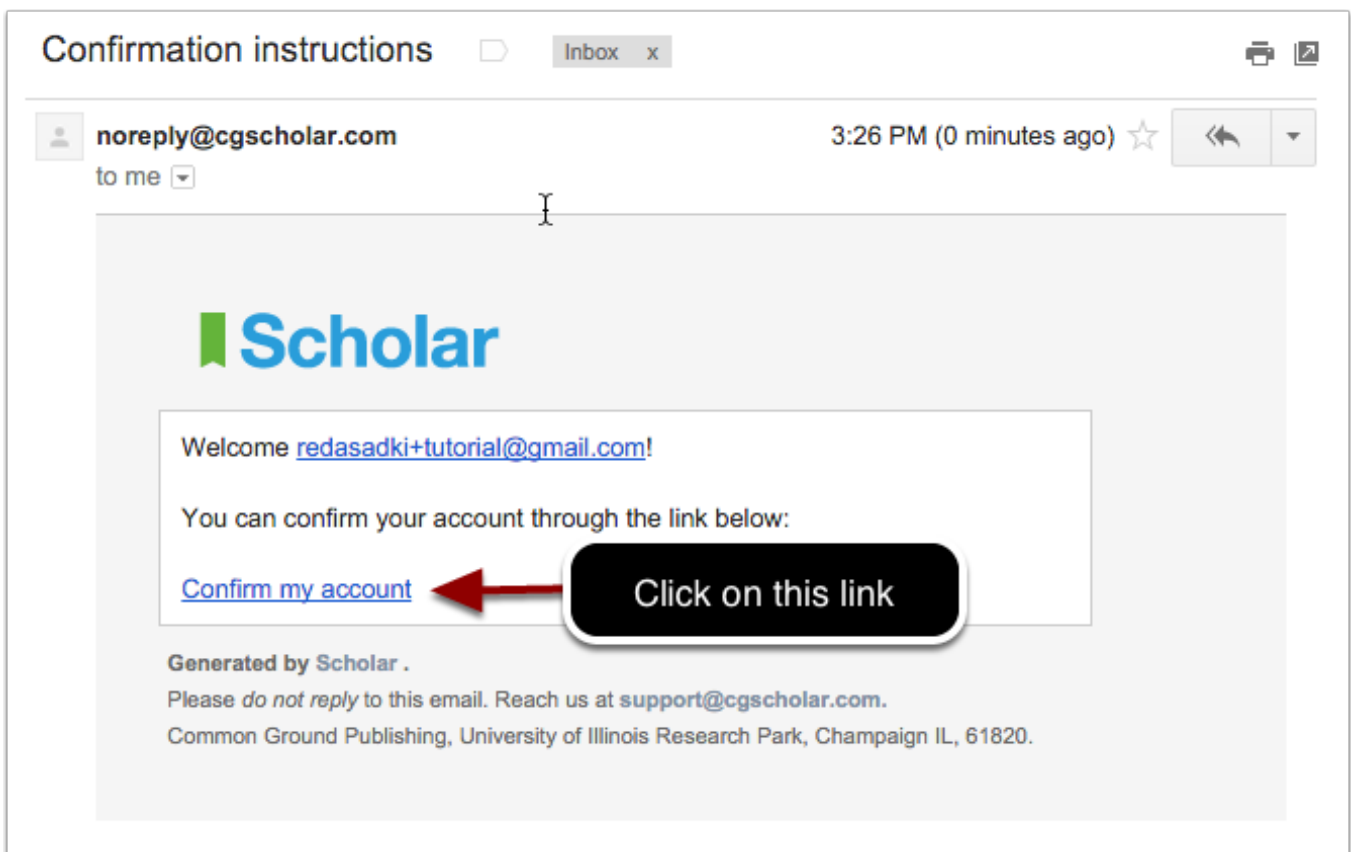 Confirmation instructions Inbox x
noreply@cgscholar.com 3:26 PM (0 minutes ago)
to me
Scholar
Welcome redasadki+tutorial@gmail.com!
You can confirm your account through the link below:
Confirm my account Click on this link
Generated by Scholar .
Please do not reply to this email. Reach us at support@cgscholar.com.
Common Ground Publishing, University of Illinois Research Park, Champaign IL, 61820.